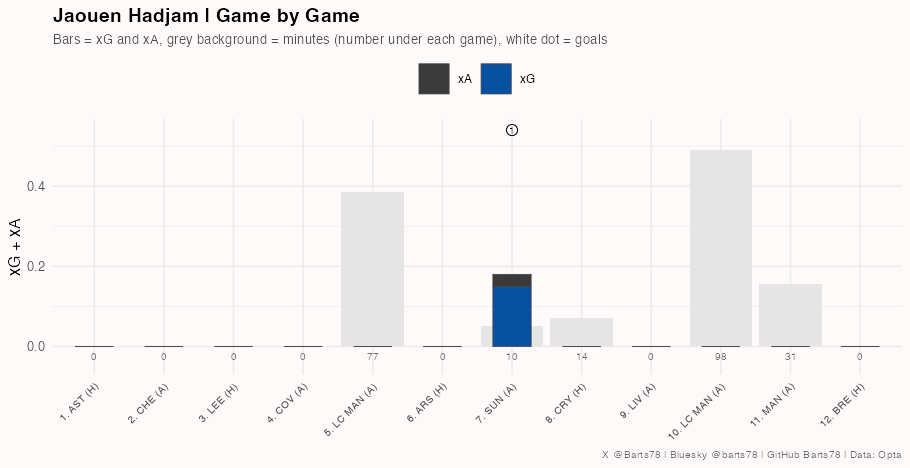 Jaouen Hadjam | Game by Game
Bars = xG and xA, grey background = minutes (number under each game), white dot = goals
xA xG
1
xG + xA
0.4
0.2
0.0
0 0 0 0 77 0 10 14 0 98 31 0
1. AST (H)
2. CHE (A)
3. LEE (H)
4. COV (A)
5. LC MAN (A)
6. ARS (H)
7. SUN (A)
8. CRY (H)
9. LIV (A)
10. LC MAN (A)
11. MAN (A)
12. BRE (H)
X @Barts78 | Bluesky @barts78 | GitHub Barts78 | Data: Opta